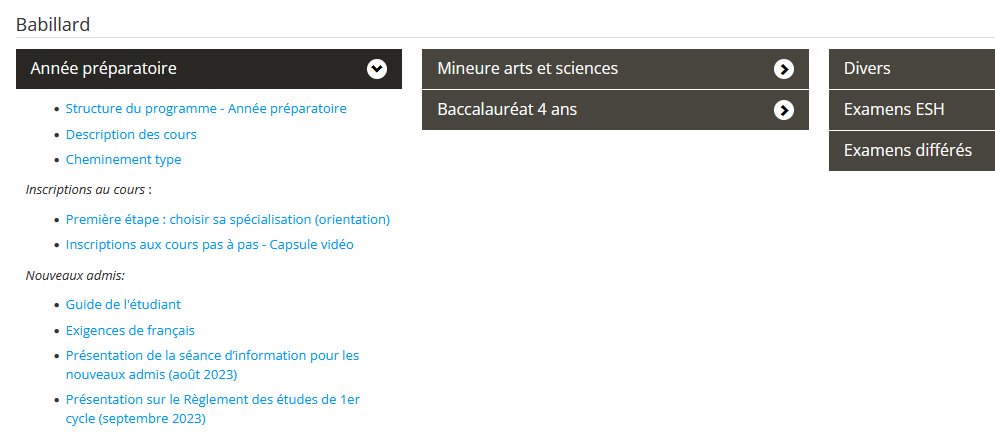 Babillard
Année préparatoire
Structure du programme - Année préparatoire
Description des cours
Cheminement type
Inscriptions au cours :
Première étape : choisir sa spécialisation (orientation)
Inscriptions aux cours pas à pas - Capsule vidéo
Nouveaux admis:
Guide de l'étudiant
Exigences de français
Présentation de la séance d’information pour les
nouveaux admis (août 2023)
Présentation sur le Règlement des études de 1er
cycle (septembre 2023)
Mineure arts et sciences
Baccalauréat 4 ans
Divers
Examens ESH
Examens différés